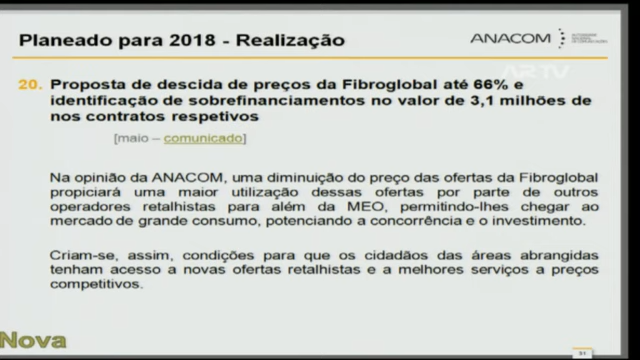 Planeado para 2018 - Realização
ANACOM
ARTV
20. Proposta de descida de preços da Fibroglobal até 66% e
identificação de sobrefinanciamentos no valor de 3,1 milhões de
nos contratos respetivos
[maio – comunicado]
Na opinião da ANACOM, uma diminuição do preço das ofertas da Fibroglobal
propiciará uma maior utilização dessas ofertas por parte de outros
operadores retalhistas para além da MEO, permitindo-lhes chegar ao
mercado de grande consumo, potenciando a concorrência e o investimento.
Criam-se, assim, condições para que os cidadãos das áreas abrangidas
tenham acesso a novas ofertas retalhistas e a melhores serviços a preços
competitivos.
Nova